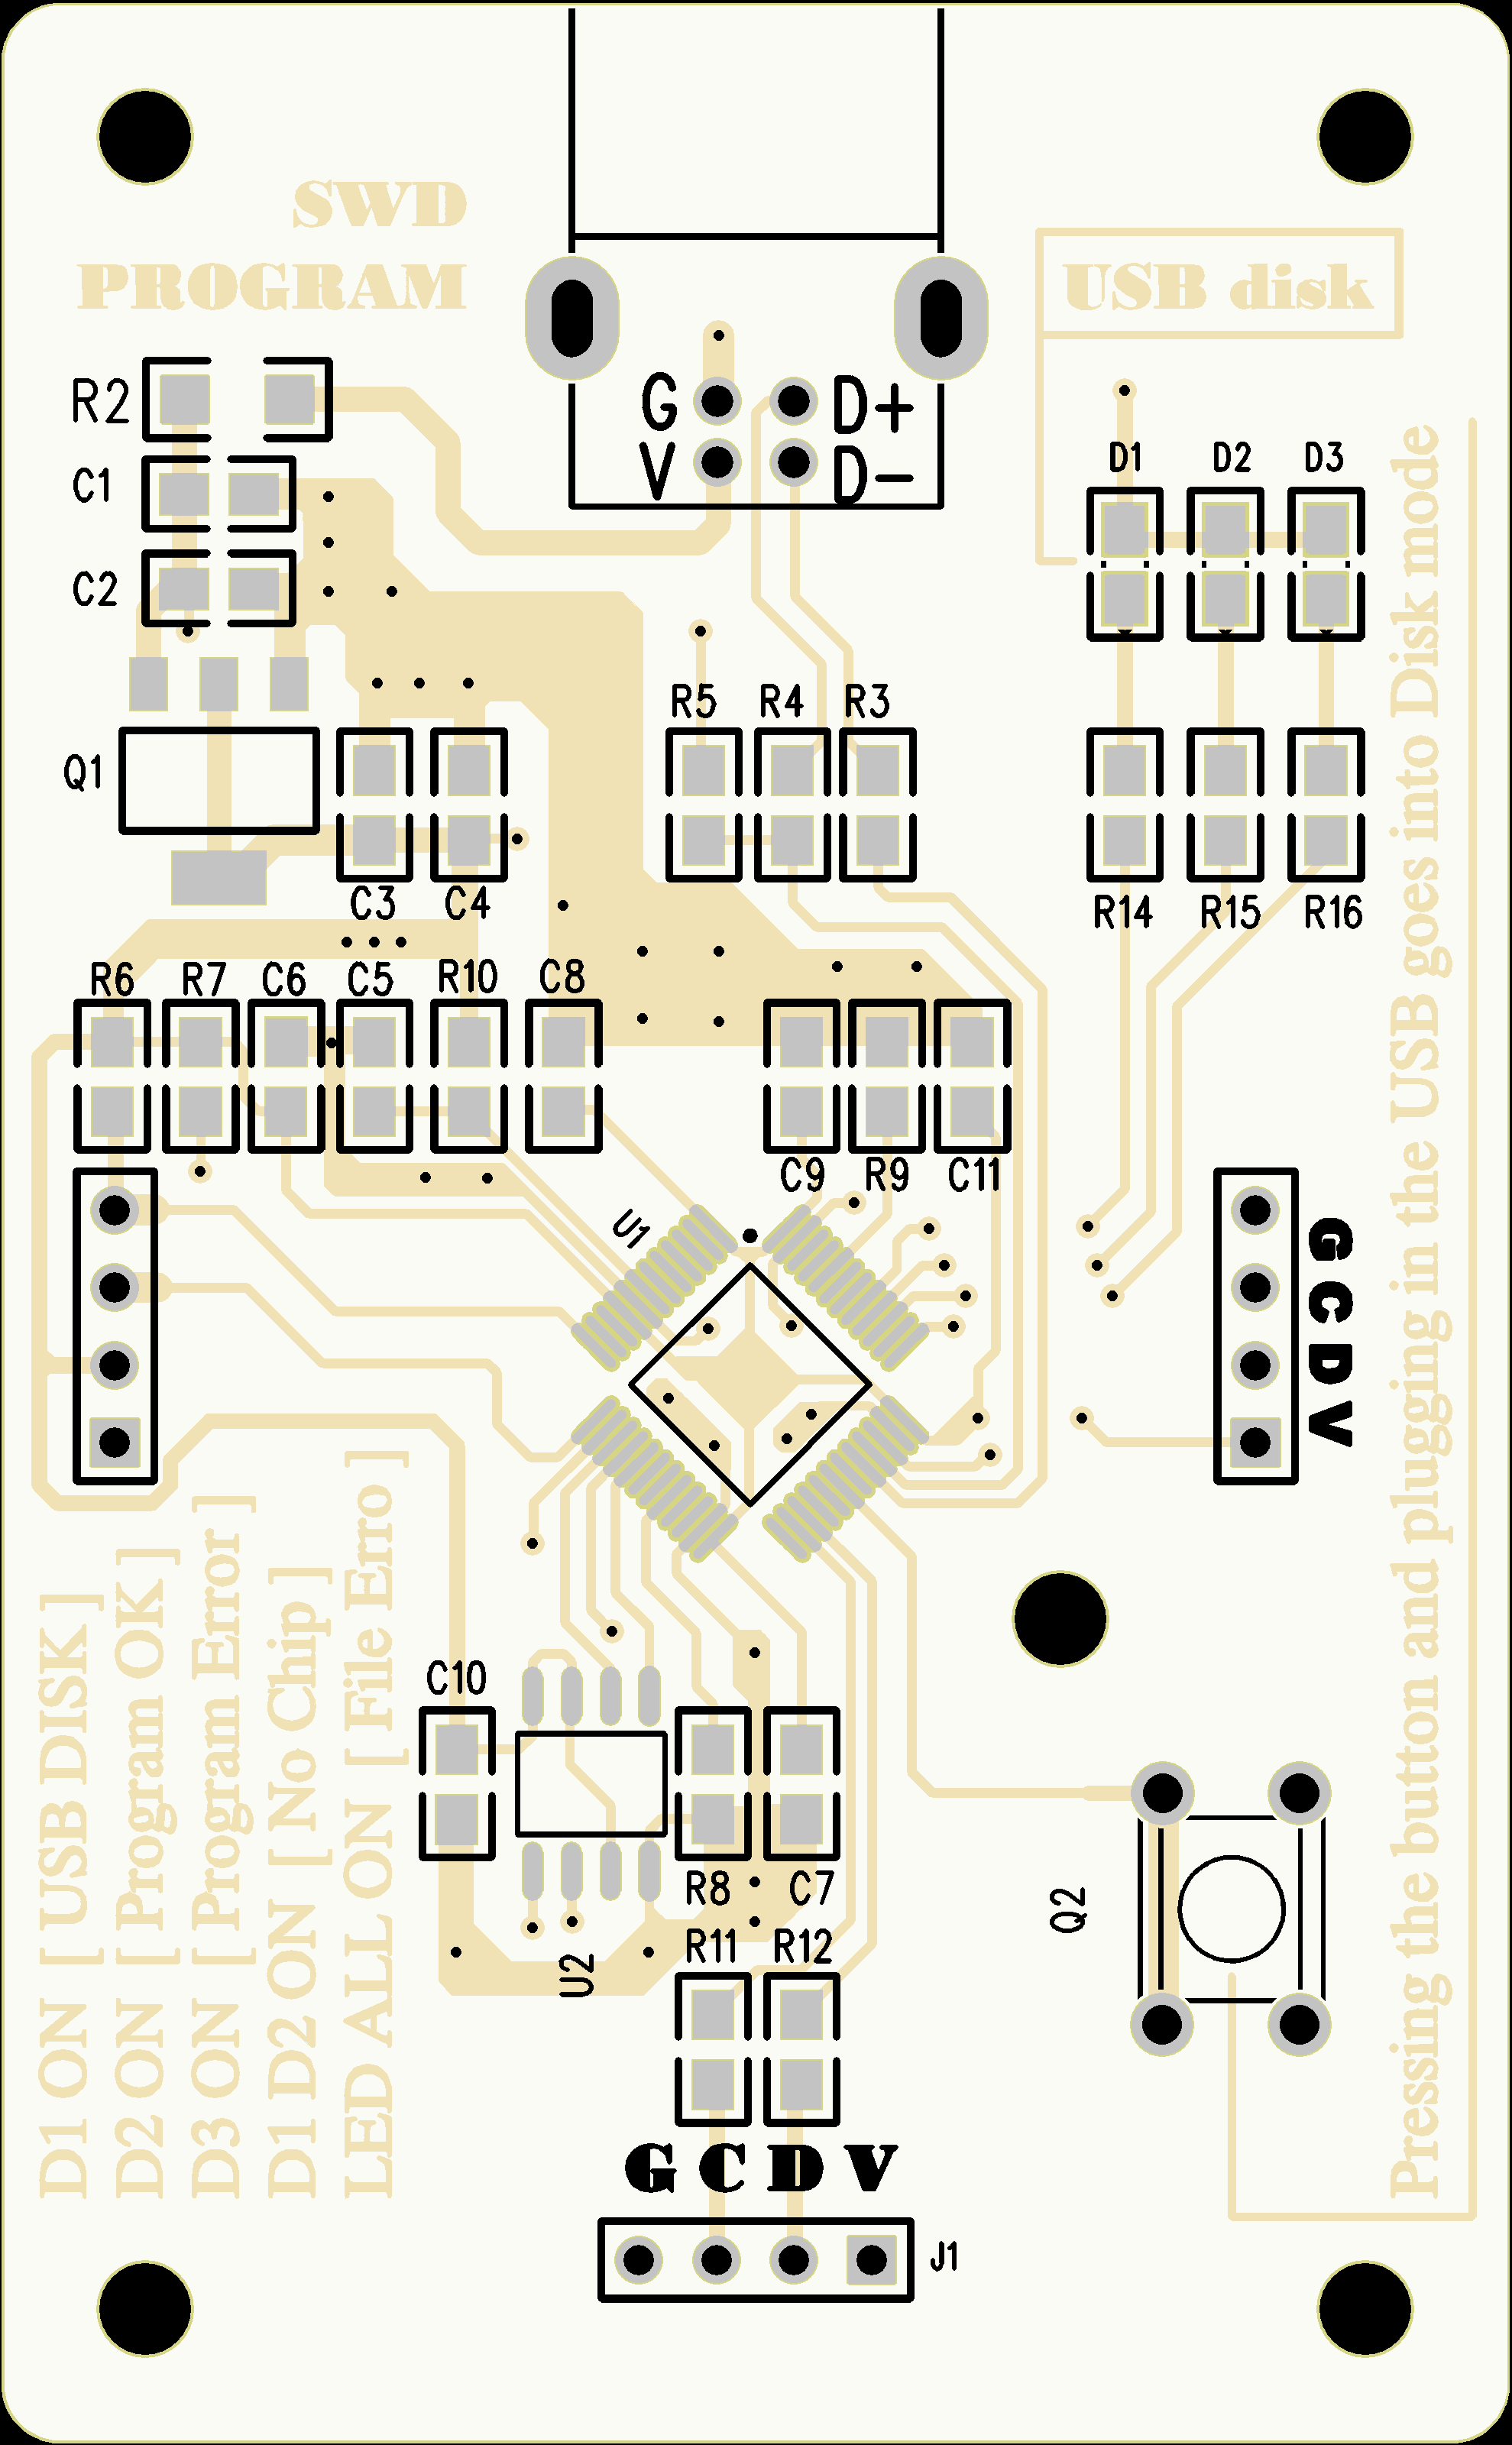 SWD
PROGRAM
USB disk
G D+
V D-
R2
C1
C2
D1 D2 D3
R5 R4 R3
Q1
C3 C4
R14 R15 R16
R6 R7 C6 C5 R10 C8
C9 R9 C11
U1
G C D V
C10
R8 C7
Q2
R11 R12
U2
G C D V
J1
D1 ON [ USB DISK ]
D2 ON [ Program OK ]
D3 ON [ Program Error ]
D1 D2 ON [ No Chip ]
LED ALL ON [ File Erro ]
Pressing the button and plugging in the USB goes into Disk mode